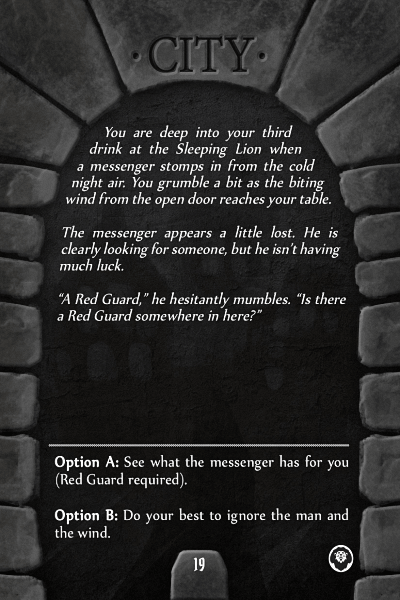 · CITY ·
You are deep into your third
drink at the Sleeping Lion when
a messenger stomps in from the cold
night air. You grumble a bit as the biting
wind from the open door reaches your table.
The messenger appears a little lost. He is
clearly looking for someone, but he isn't having
much luck.
“A Red Guard,” he hesitantly mumbles. “Is there
a Red Guard somewhere in here?”
Option A: See what the messenger has for you
(Red Guard required).
Option B: Do your best to ignore the man and
the wind.
19